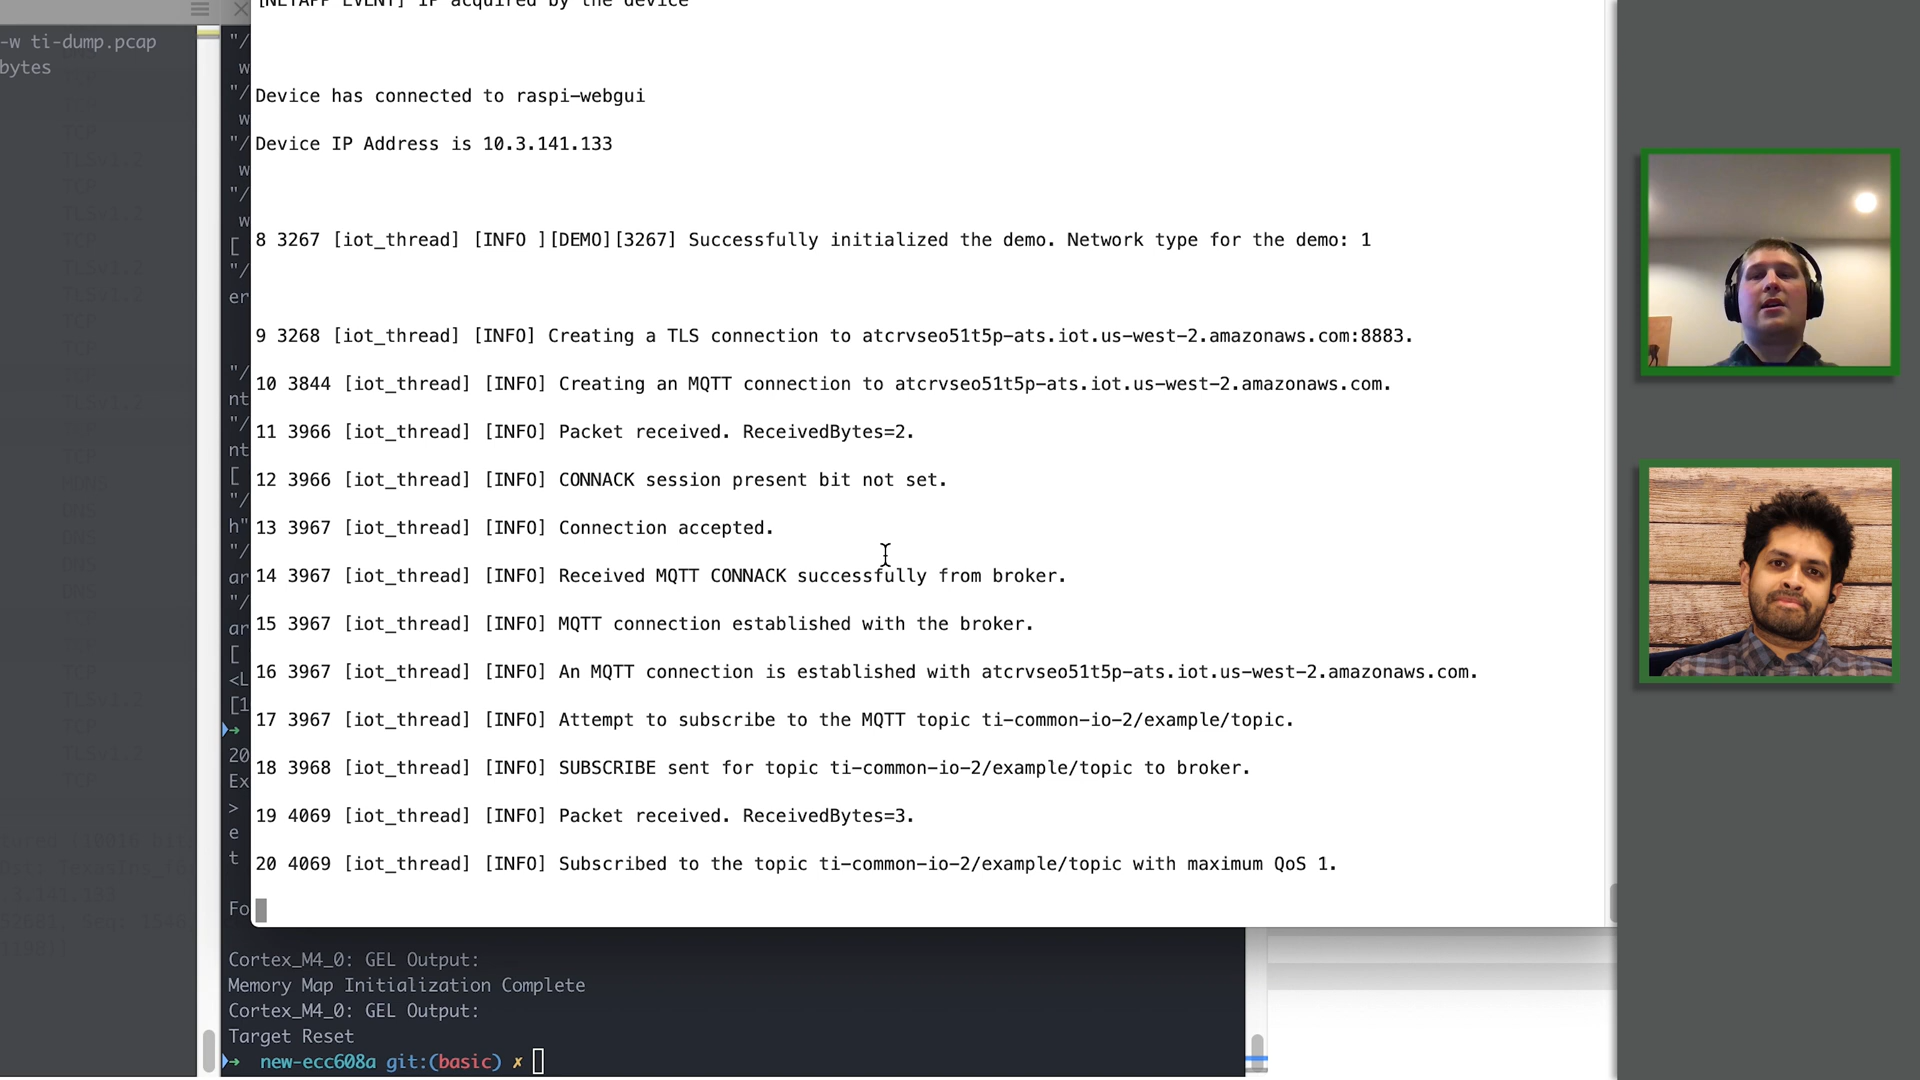 -w ti-dump.pcap
bytes
[NETAPP EVENT] IP acquired by the device
Device has connected to raspi-webgui
Device IP Address is 10.3.141.133
8 3267 [iot_thread] [INFO ][DEMO][3267] Successfully initialized the demo. Network type for the demo: 1
9 3268 [iot_thread] [INFO] Creating a TLS connection to atcrvseo51t5p-ats.iot.us-west-2.amazonaws.com:8883.
10 3844 [iot_thread] [INFO] Creating an MQTT connection to atcrvseo51t5p-ats.iot.us-west-2.amazonaws.com.
11 3966 [iot_thread] [INFO] Packet received. ReceivedBytes=2.
12 3966 [iot_thread] [INFO] CONNACK session present bit not set.
13 3967 [iot_thread] [INFO] Connection accepted.
14 3967 [iot_thread] [INFO] Received MQTT CONNACK successfully from broker.
15 3967 [iot_thread] [INFO] MQTT connection established with the broker.
16 3967 [iot_thread] [INFO] An MQTT connection is established with atcrvseo51t5p-ats.iot.us-west-2.amazonaws.com.
17 3967 [iot_thread] [INFO] Attempt to subscribe to the MQTT topic ti-common-io-2/example/topic.
18 3968 [iot_thread] [INFO] SUBSCRIBE sent for topic ti-common-io-2/example/topic to broker.
19 4069 [iot_thread] [INFO] Packet received. ReceivedBytes=3.
20 4069 [iot_thread] [INFO] Subscribed to the topic ti-common-io-2/example/topic with maximum QoS 1.
Cortex_M4_0: GEL Output:
Memory Map Initialization Complete
Cortex_M4_0: GEL Output:
Target Reset
→ new-ecc608a git:(basic) ✗